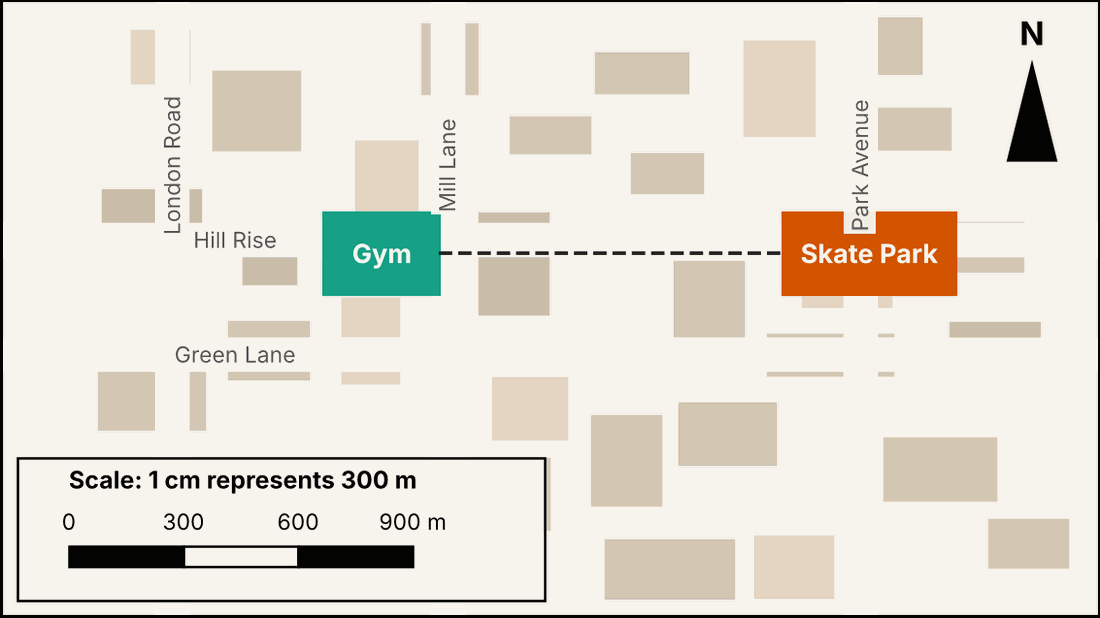 N
London Road
Mill Lane
Park Avenue
Hill Rise
Gym
Skate Park
Green Lane
Scale: 1 cm represents 300 m
0 300 600 900 m